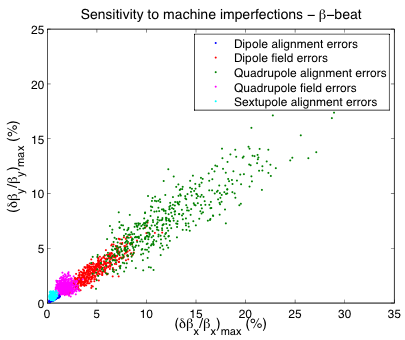 Sensitivity to machine imperfections – β–beat
25
20
15
10
5
0
(δβy/βy)max (%)
Dipole alignment errors
Dipole field errors
Quadrupole alignment errors
Quadrupole field errors
Sextupole alignment errors
0 5 10 15 20 25 30 35
(δβx/βx)max (%)